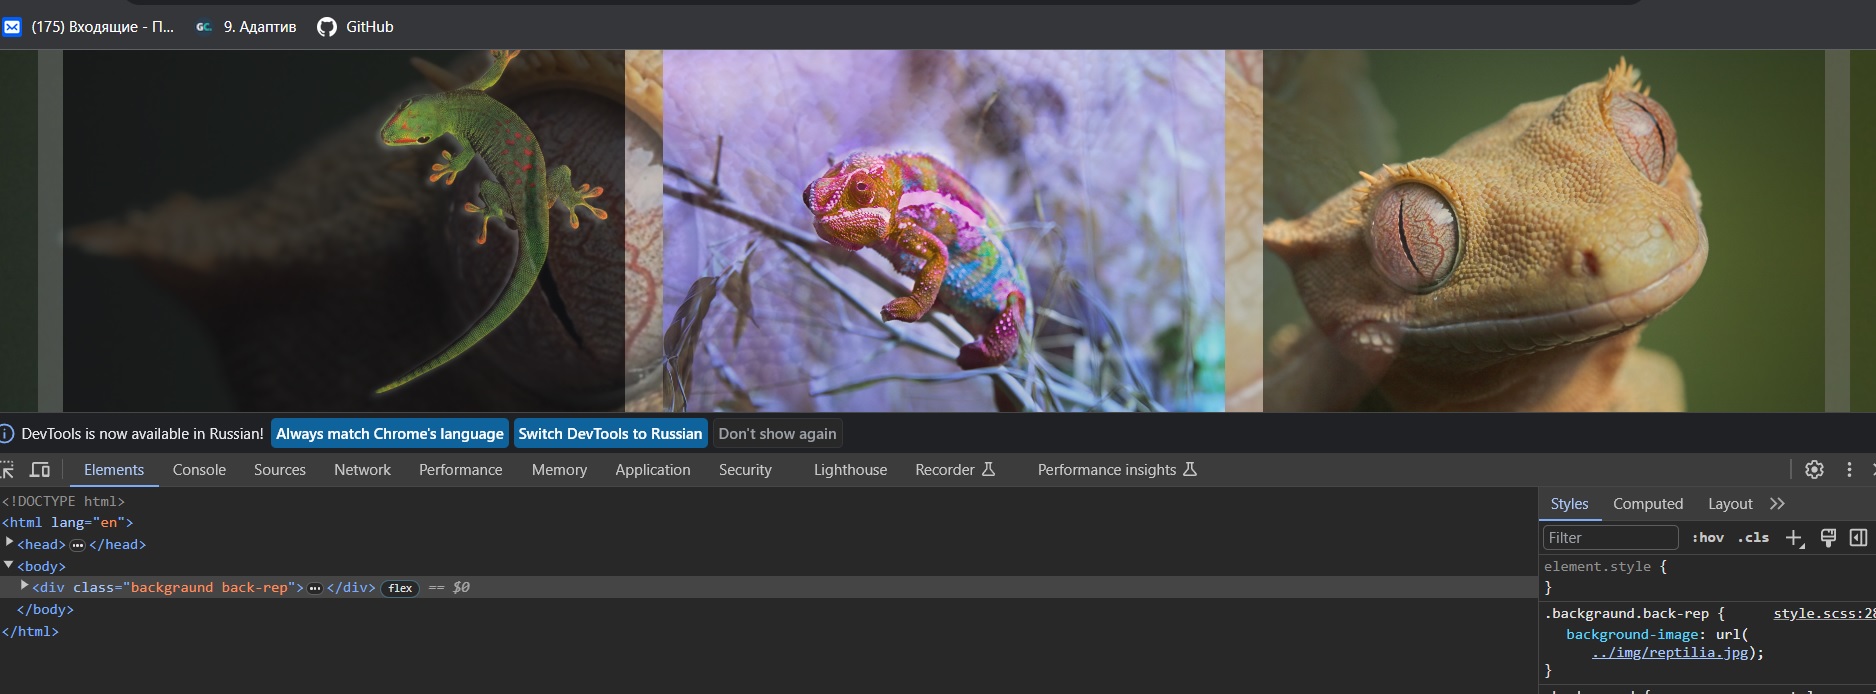 (175) Входящие - П...
GC
9. Адаптив
GitHub
DevTools is now available in Russian!
Always match Chrome's language
Switch DevTools to Russian
Don't show again
Elements
Console
Sources
Network
Performance
Memory
Application
Security
Lighthouse
Recorder
Performance insights
<!DOCTYPE html>
<html lang="en">
<head> ••• </head>
<body>
<div class="backgraund back-rep"> ••• </div> flex == $0
</body>
</html>
Styles
Computed
Layout
Filter
:hov
.cls
element.style {
}
.backgraund.back-rep {
style.scss:28
background-image: url(
../img/reptilia.jpg);
}